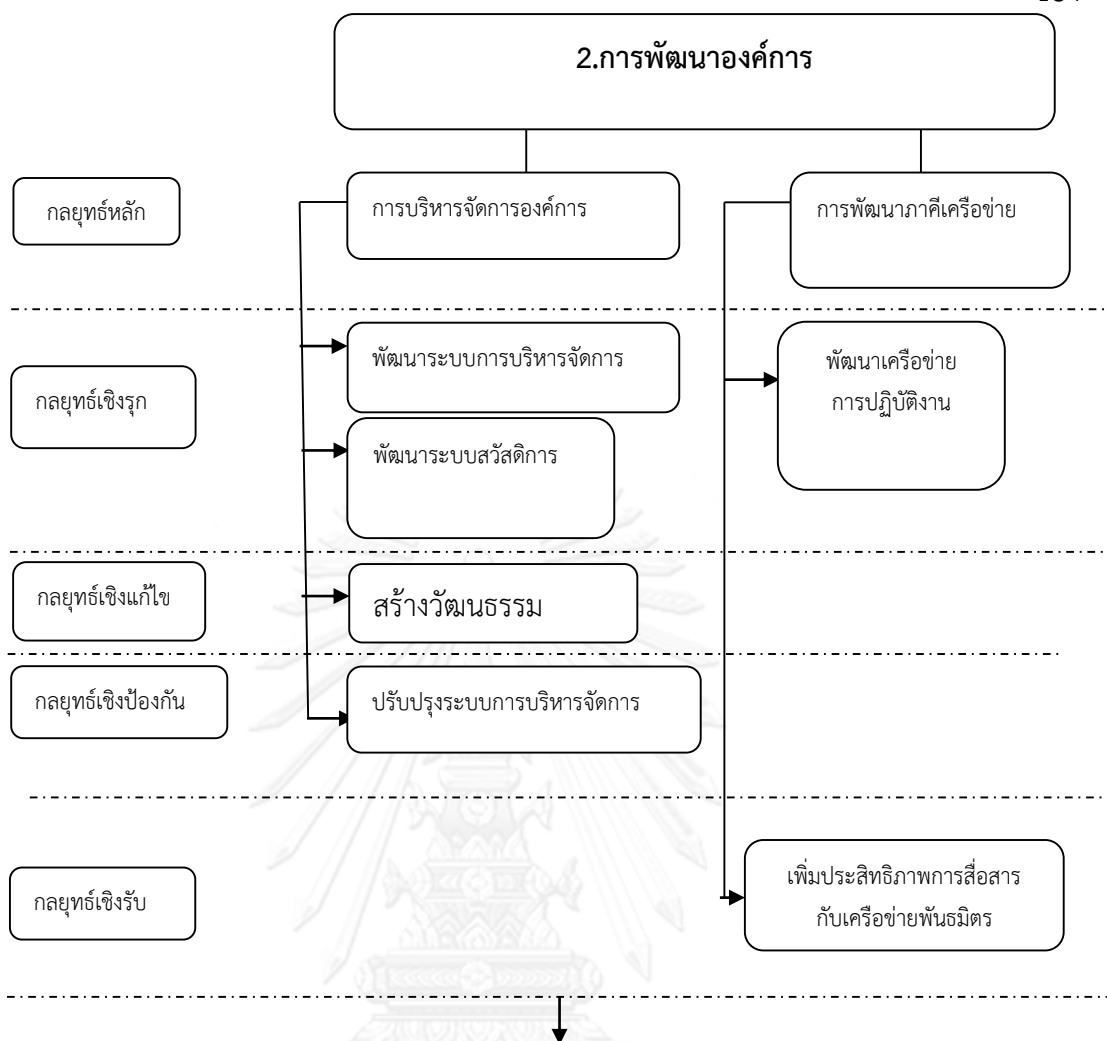 2.การพัฒนาองค์การ
กลยุทธ์หลัก
การบริหารจัดการองค์การ
การพัฒนาภาคีเครือข่าย
กลยุทธ์เชิงรุก
พัฒนาระบบการบริหารจัดการ
พัฒนาเครือข่าย
การปฏิบัติงาน
พัฒนาระบบสวัสดิการ
กลยุทธ์เชิงแก้ไข
สร้างวัฒนธรรม
กลยุทธ์เชิงป้องกัน
ปรับปรุงระบบการบริหารจัดการ
กลยุทธ์เชิงรับ
เพิ่มประสิทธิภาพการสื่อสาร
กับเครือข่ายพันธมิตร